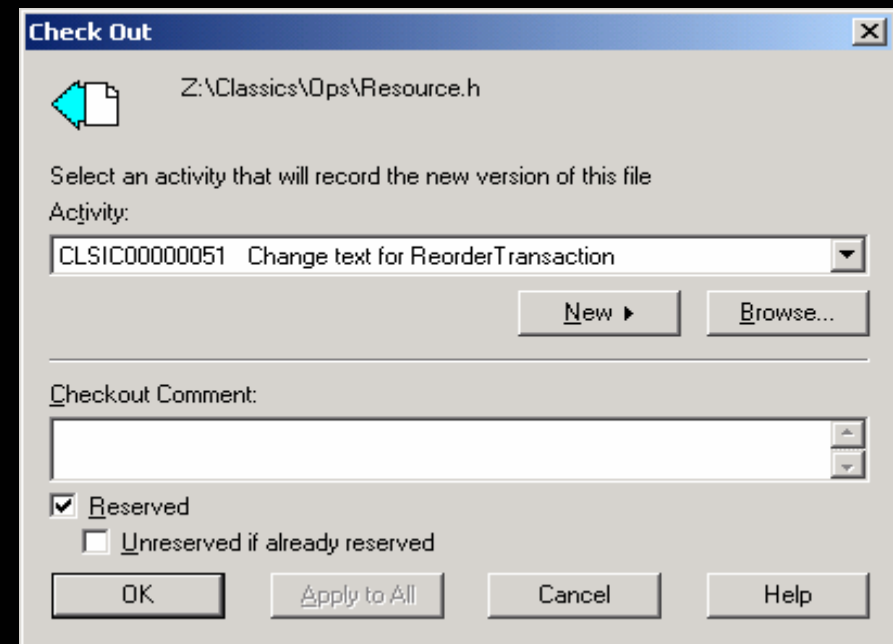 Check Out
Z:\Classics\Ops\Resource.h
Select an activity that will record the new version of this file
Activity:
CLSIC00000051 Change text for ReorderTransaction
New Browse...
Checkout Comment:
Reserved
Unreserved if already reserved
OK Apply to All Cancel Help